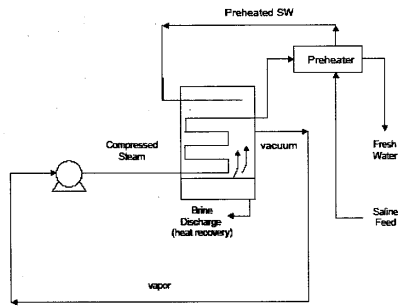 Preheated SW
Preheater
Compressed
Steam
vacuum
Fresh
Water
Brine
Discharge
(heat recovery)
Saline
Feed
vapor